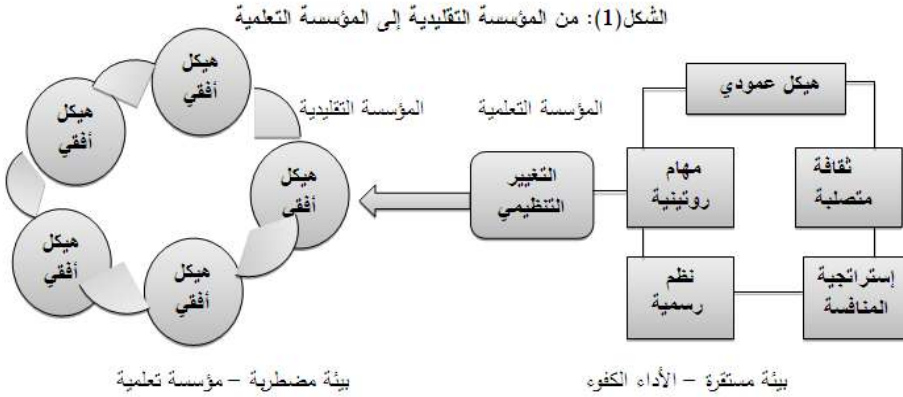 الشكل(1): من المؤسسة التقليدية إلى المؤسسة التعلمية
هيكل عمودي
المؤسسة التعلمية
المؤسسة التقليدية
ثقافة
متصلبة
مهام
روتينية
التغيير
التنظيمي
إستراتجية
المنافسة
نظم
رسمية
هيكل
أفقي
هيكل
أفقي
هيكل
أفقي
هيكل
أفقي
هيكل
أفقي
بيئة مستقرة – الأداء الكفوء
بيئة مضطربة – مؤسسة تعلمية